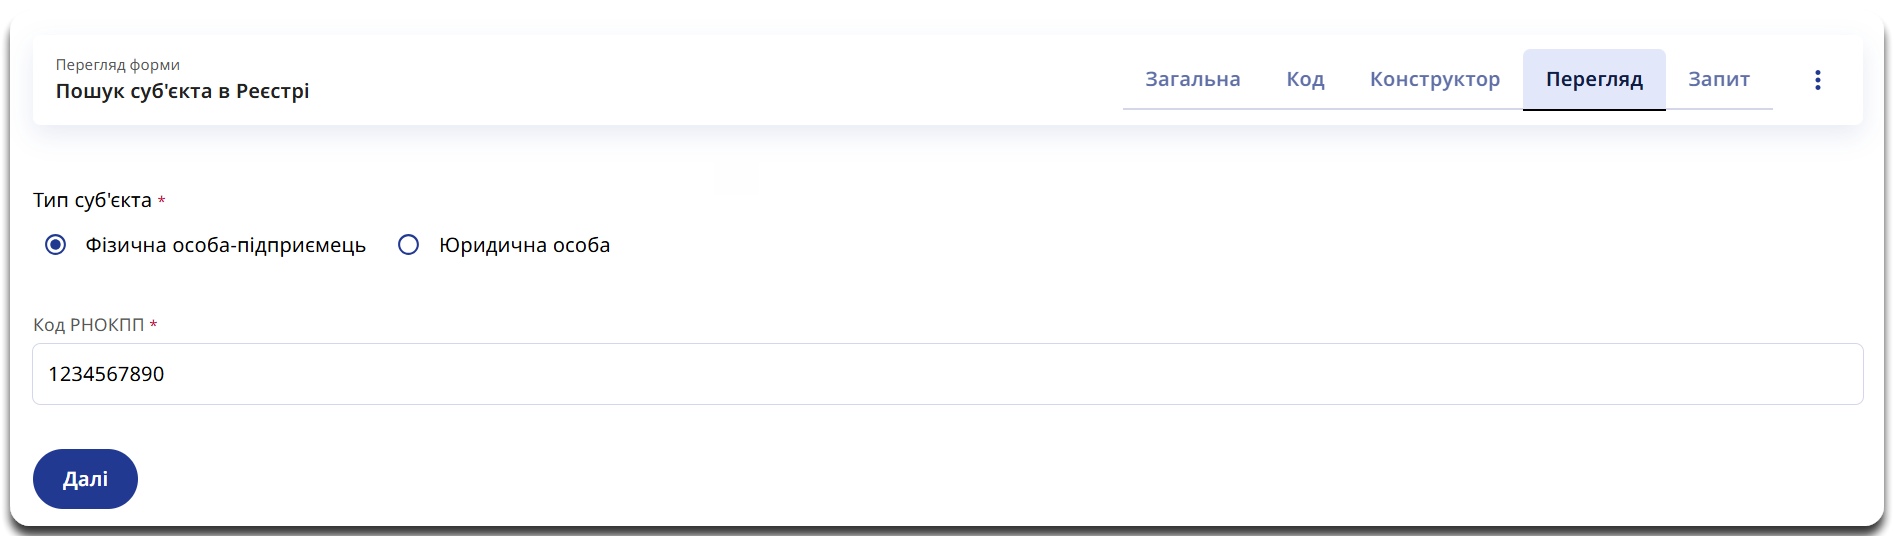 Перегляд форми
Пошук суб'єкта в Реєстрі
Загальна Код Конструктор Перегляд Запит
Тип суб'єкта *
Фізична особа-підприємець Юридична особа
Код РНОКПП *
1234567890
Далі